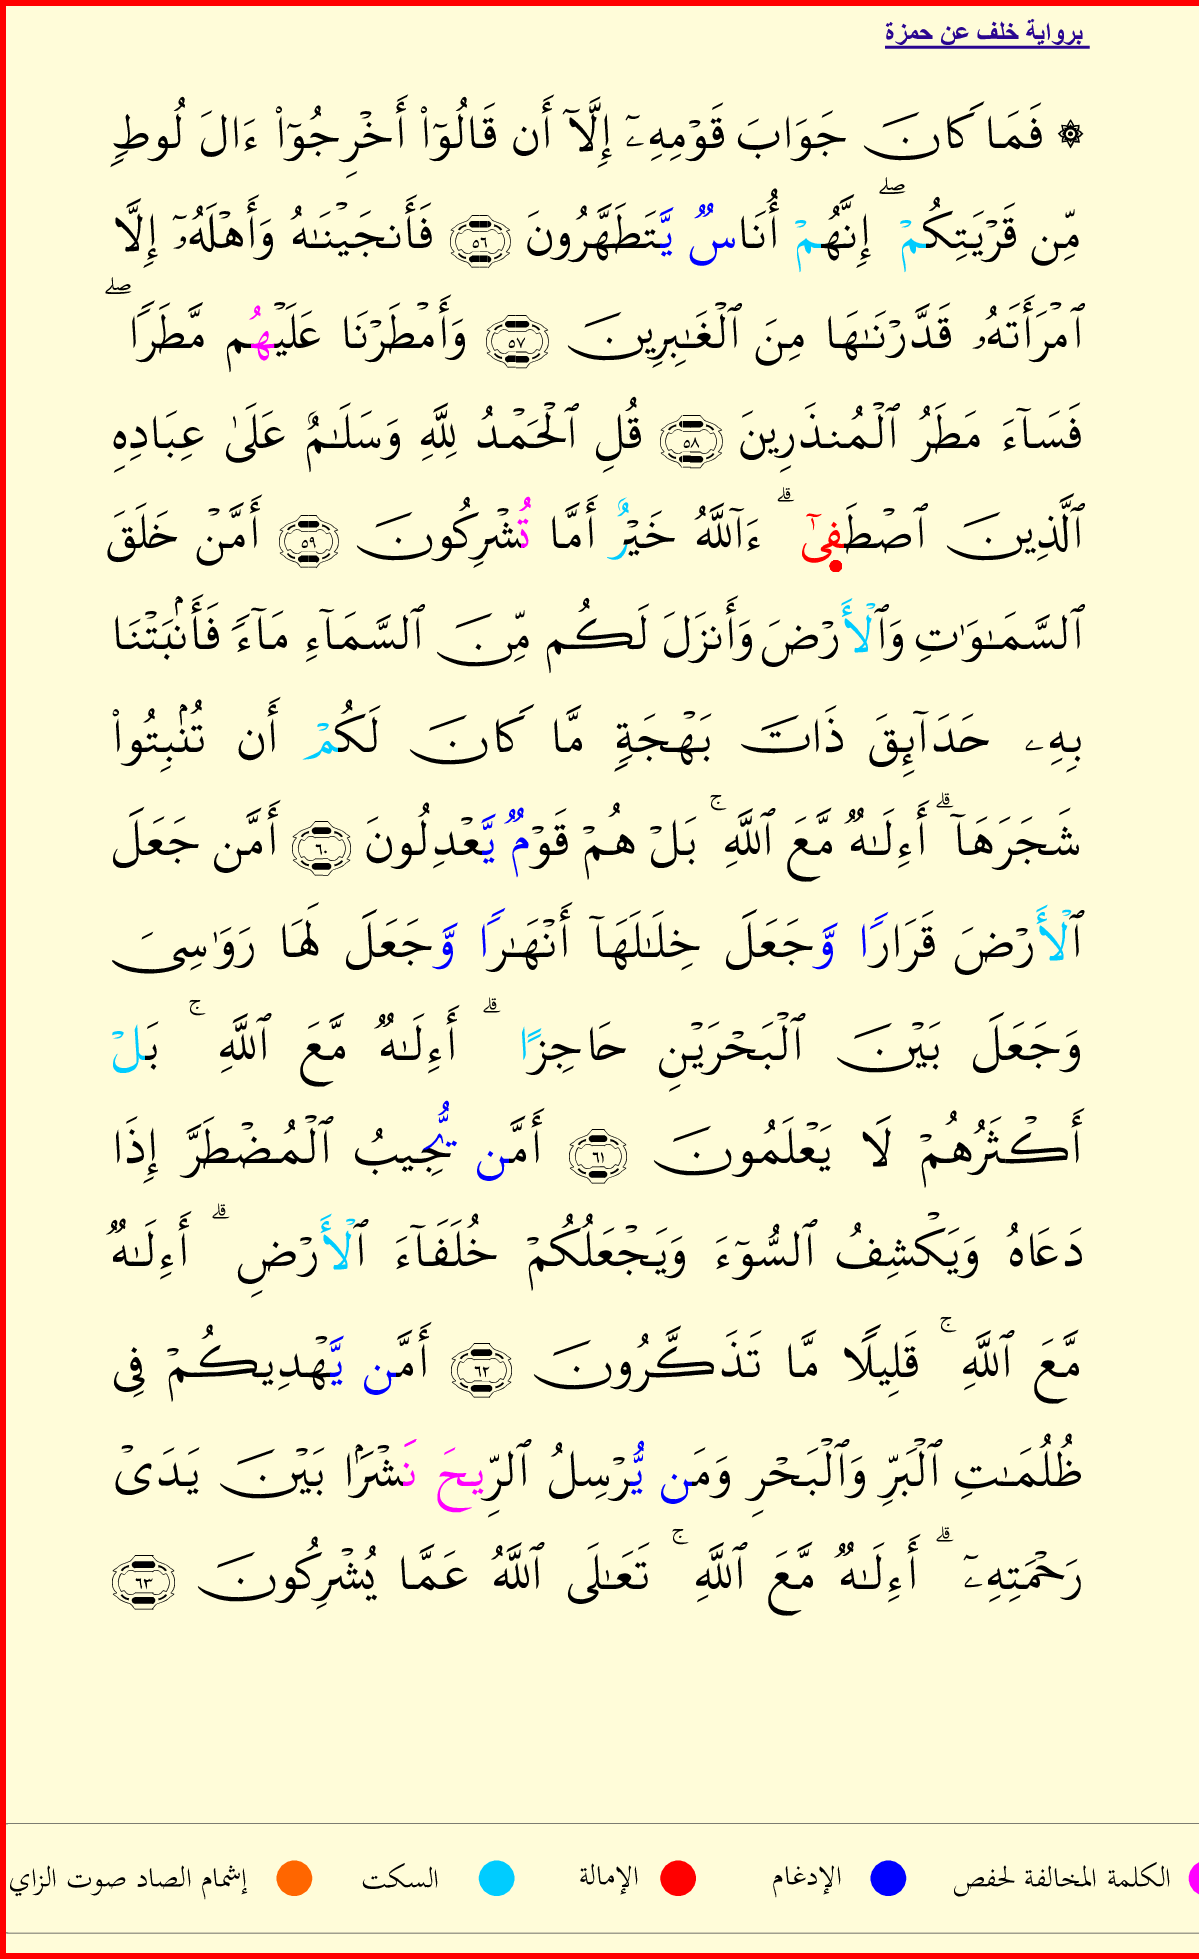 برواية خلف عن حمزة
۞ فَمَا كَانَ جَوَابَ قَوْمِهِۦٓ إِلَّآ أَن قَالُوٓا۟ أَخْرِجُوٓا۟ ءَالَ لُوطٍ
مِّن قَرْيَتِكُمْ ۖ إِنَّهُمْ أُنَاسٌ يَّتَطَهَّرُونَ ٥٦ فَأَنجَيْنَـٰهُ وَأَهْلَهُۥٓ إِلَّا
ٱمْرَأَتَهُۥ قَدَّرْنَـٰهَا مِنَ ٱلْغَـٰبِرِينَ ٥٧ وَأَمْطَرْنَا عَلَيْهُم مَّطَرًا ۖ
فَسَآءَ مَطَرُ ٱلْمُنذَرِينَ ٥٨ قُلِ ٱلْحَمْدُ لِلَّهِ وَسَلَـٰمٌ عَلَىٰ عِبَادِهِ
ٱلَّذِينَ ٱصْطَفِىٰٓ ۗ ءَآللَّهُ خَيْرٌ أَمَّا تُشْرِكُونَ ٥٩ أَمَّنْ خَلَقَ
ٱلسَّمَـٰوَٰتِ وَٱلْأَرْضَ وَأَنزَلَ لَكُم مِّنَ ٱلسَّمَآءِ مَآءً فَأَنۢبَتْنَا
بِهِۦ حَدَآئِقَ ذَاتَ بَهْجَةٍ مَّا كَانَ لَكُمْ أَن تُنۢبِتُوا۟
شَجَرَهَآ ۗ أَءِلَـٰهٌ مَّعَ ٱللَّهِ ۚ بَلْ هُمْ قَوْمٌ يَّعْدِلُونَ ٦٠ أَمَّن جَعَلَ
ٱلْأَرْضَ قَرَارًا وَّجَعَلَ خِلَـٰلَهَآ أَنْهَـٰرًا وَّجَعَلَ لَهَا رَوَٰسِىَ
وَجَعَلَ بَيْنَ ٱلْبَحْرَيْنِ حَاجِزًا ۗ أَءِلَـٰهٌ مَّعَ ٱللَّهِ ۚ بَلْ
أَكْثَرُهُمْ لَا يَعْلَمُونَ ٦١ أَمَّن يُّجِيبُ ٱلْمُضْطَرَّ إِذَا
دَعَاهُ وَيَكْشِفُ ٱلسُّوٓءَ وَيَجْعَلُكُمْ خُلَفَآءَ ٱلْأَرْضِ ۗ أَءِلَـٰهٌ
مَّعَ ٱللَّهِ ۚ قَلِيلًا مَّا تَذَكَّرُونَ ٦٢ أَمَّن يَّهْدِيكُمْ فِى
ظُلُمَـٰتِ ٱلْبَرِّ وَٱلْبَحْرِ وَمَن يُّرْسِلُ ٱلرِّيحَ نَشْرًۢا بَيْنَ يَدَىْ
رَحْمَتِهِۦٓ ۗ أَءِلَـٰهٌ مَّعَ ٱللَّهِ ۚ تَعَـٰلَى ٱللَّهُ عَمَّا يُشْرِكُونَ ٦٣
الكلمة المخالفة لحفص الإدغام الإمالة السكت إشمام الصاد صوت الزاي